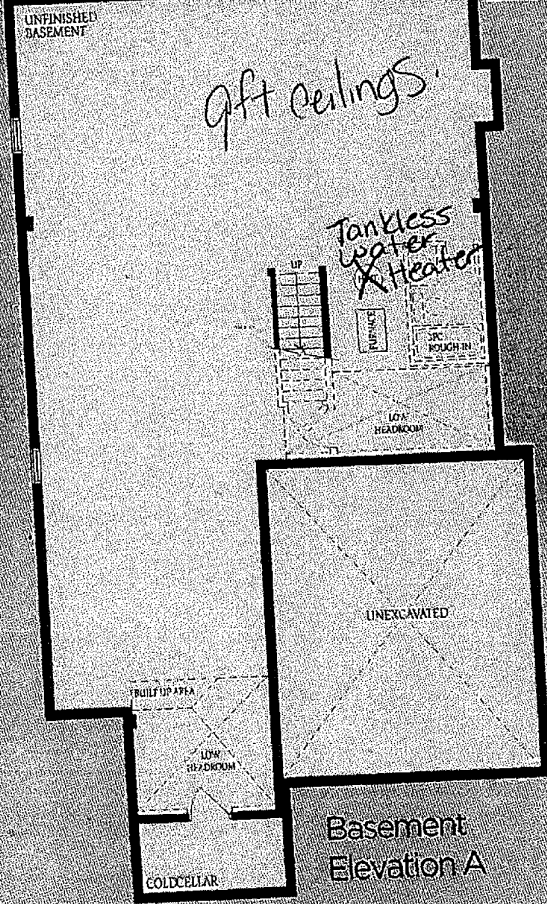 UNFINISHED
BASEMENT
9ft ceilings.
Tankless
water
Heater
UP
FURNACE
3PC
ROUGH IN
LOW
HEADROOM
UNEXCAVATED
BUILT UP AREA
LOW
HEADROOM
Basement
Elevation A
COLDCELLAR